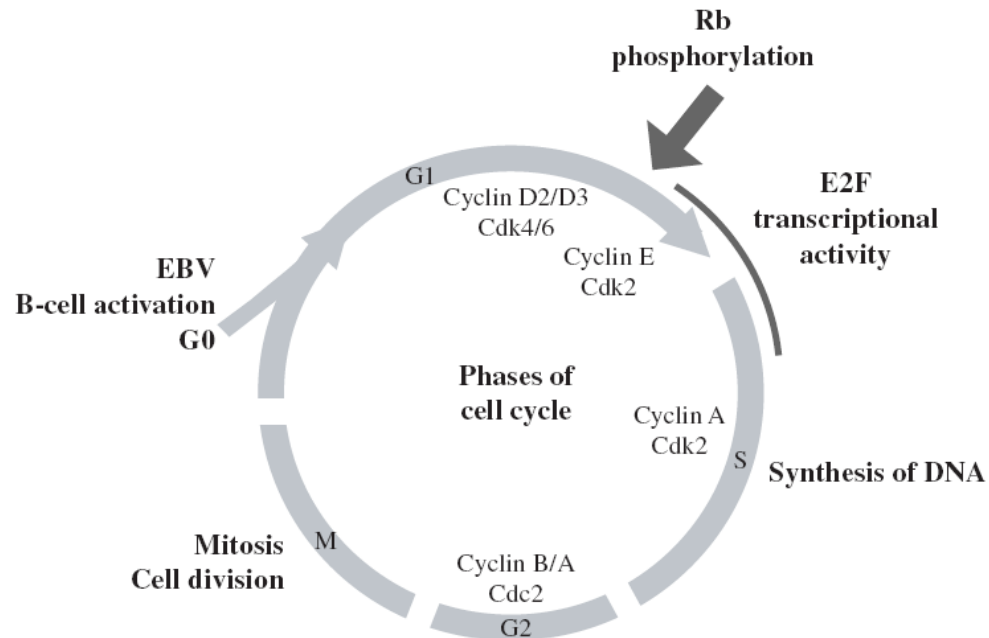 Rb
phosphorylation
G1
Cyclin D2/D3
Cdk4/6
E2F
transcriptional
activity
Cyclin E
Cdk2
EBV
B-cell activation
G0
Phases of
cell cycle
Cyclin A
Cdk2
S
Synthesis of DNA
M
Mitosis
Cell division
Cyclin B/A
Cdc2
G2